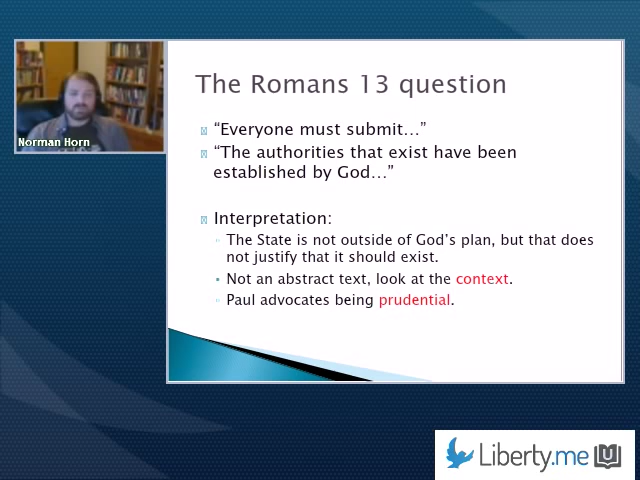 The Romans 13 question
Norman Horn
“Everyone must submit…”
“The authorities that exist have been
established by God…”
Interpretation:
The State is not outside of God’s plan, but that does
not justify that it should exist.
Not an abstract text, look at the context.
Paul advocates being prudential.
Liberty.me U